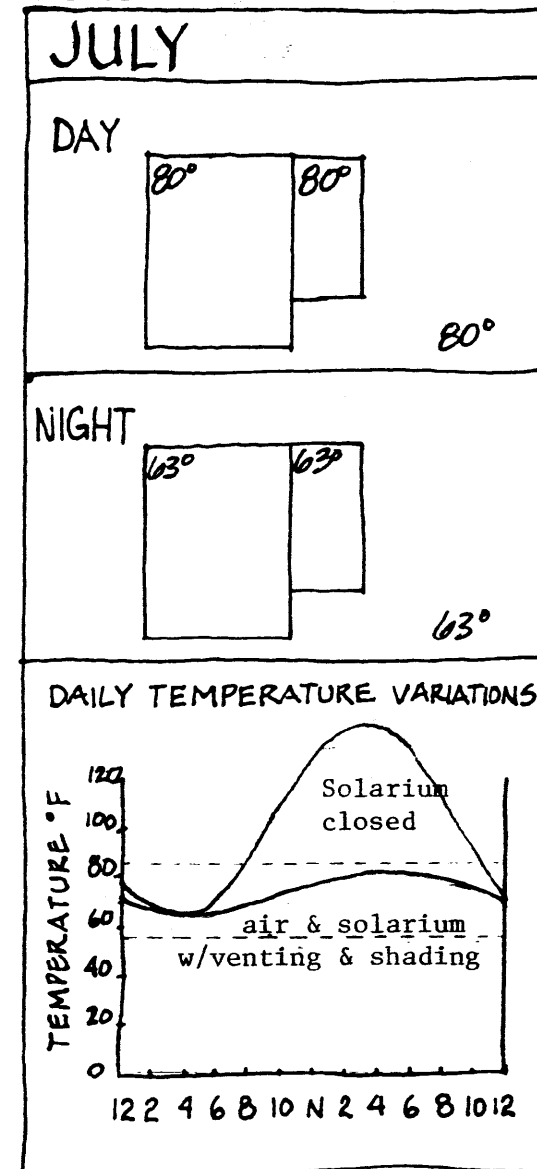 JULY
DAY
80° 80°
80°
NIGHT
63° 63°
63°
DAILY TEMPERATURE VARIATIONS
TEMPERATURE °F
120
100
80
60
40
20
0
Solarium
closed
air & solarium
w/venting & shading
12 2 4 6 8 10 N 2 4 6 8 10 12